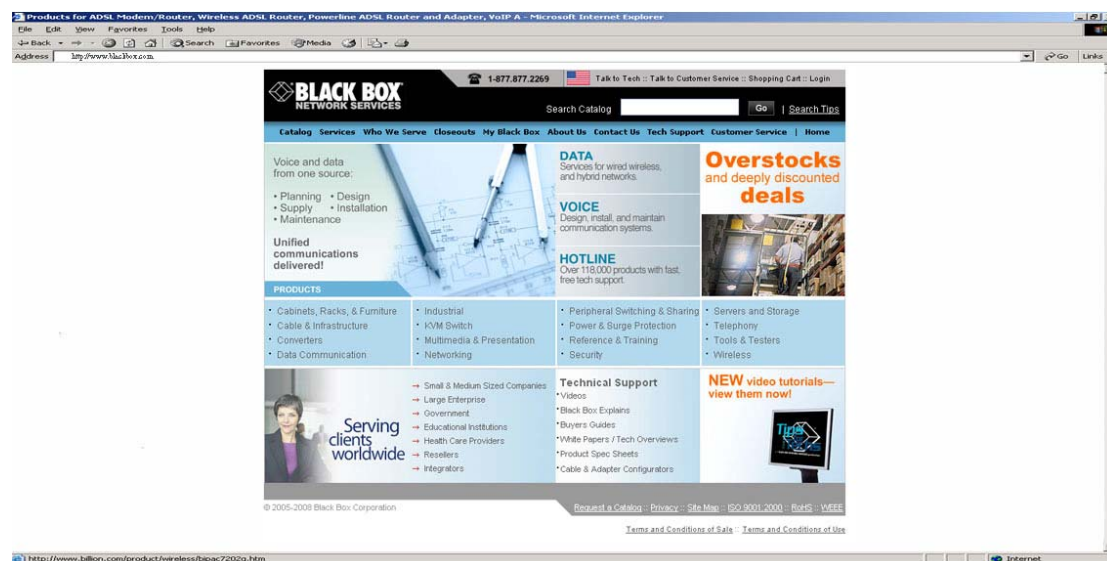 Products for ADSL Modem/Router, Wireless ADSL Router, Powerline ADSL Router and Adapter, VoIP A - Microsoft Internet Explorer
File Edit View Favorites Tools Help
Back Search Favorites Media
Address http://www.blackbox.com Go Links
1-877.877.2269 Talk to Tech :: Talk to Customer Service :: Shopping Cart :: Login
BLACK BOX
NETWORK SERVICES
Search Catalog Go | Search Tips
Catalog Services Who We Serve Closeouts My Black Box About Us Contact Us Tech Support Customer Service | Home
Voice and data
from one source:
• Planning • Design
• Supply • Installation
• Maintenance
Unified
communications
delivered!
PRODUCTS
DATA
Services for wired wireless,
and hybrid networks.
VOICE
Design, install, and maintain
communication systems.
HOTLINE
Over 118,000 products with fast,
free tech support.
Overstocks
and deeply discounted
deals
• Cabinets, Racks, & Furniture
• Cable & Infrastructure
• Converters
• Data Communication
• Industrial
• KVM Switch
• Multimedia & Presentation
• Networking
• Peripheral Switching & Sharing
• Power & Surge Protection
• Reference & Training
• Security
• Servers and Storage
• Telephony
• Tools & Testers
• Wireless
Serving
clients
worldwide
→ Small & Medium Sized Companies
→ Large Enterprise
→ Government
→ Educational Institutions
→ Health Care Providers
→ Resellers
→ Integrators
Technical Support
• Videos
• Black Box Explains
• Buyers Guides
• White Papers / Tech Overviews
• Product Spec Sheets
• Cable & Adapter Configurators
NEW video tutorials—
view them now!
Tips
© 2005-2008 Black Box Corporation
Request a Catalog :: Privacy :: Site Map :: ISO 9001:2000 :: RoHS :: WEEE
Terms and Conditions of Sale :: Terms and Conditions of Use
http://www.billion.com/product/wireless/bipac7202g.htm Internet